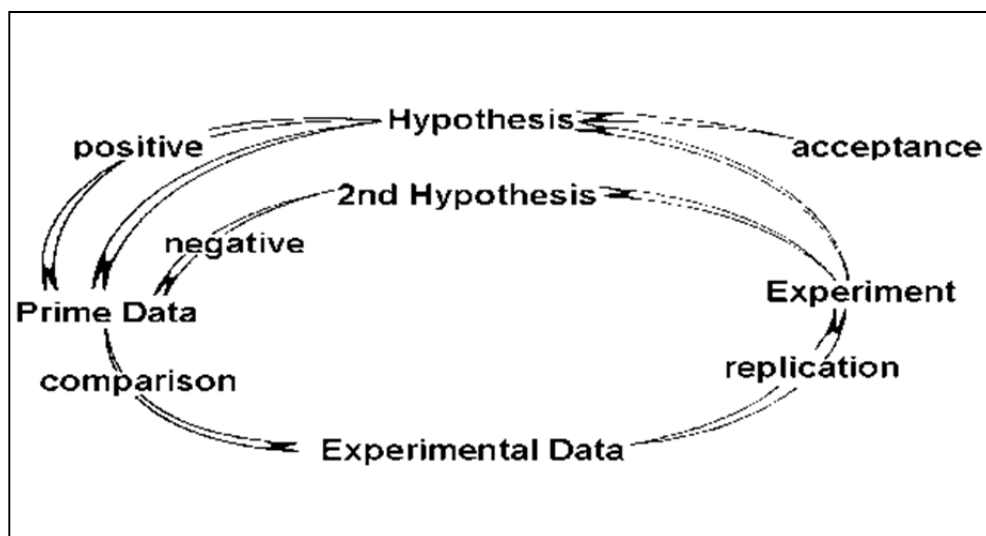 Hypothesis
positive
acceptance
2nd Hypothesis
negative
Experiment
Prime Data
replication
comparison
Experimental Data